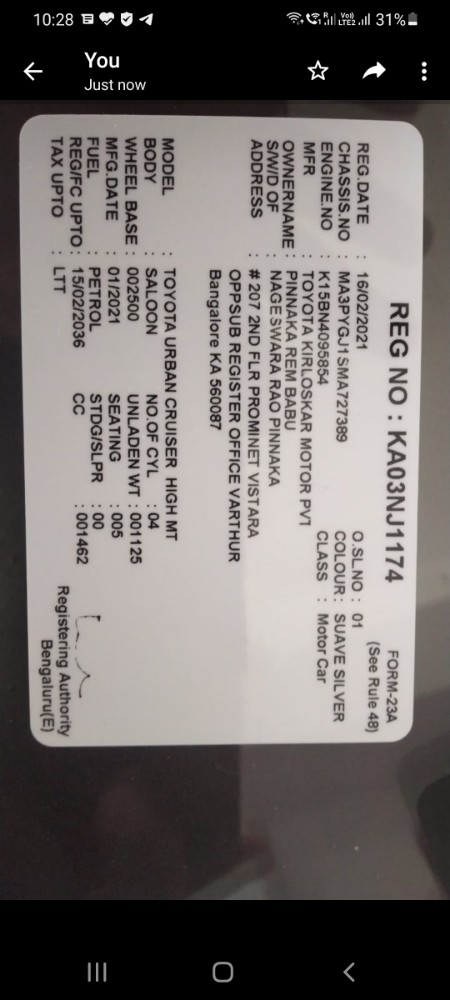 10:28
Vo)) LTE2 31%
You
Just now
FORM-23A
(See Rule 48)
REG NO : KA03NJ1174
REG.DATE : 16/02/2021 O.SL.NO : 01
CHASSIS.NO : MA3PYGJ1SMA727389 COLOUR : SUAVE SILVER
ENGINE.NO : K15BN4095854 CLASS : Motor Car
MFR : TOYOTA KIRLOSKAR MOTOR PVT
OWNERNAME : PINNAKA REM BABU
S/W/D OF : NAGESWARA RAO PINNAKA
ADDRESS : # 207 2ND FLR PROMINET VISTARA
OPPSUB REGISTER OFFICE VARTHUR
Bangalore KA 560087
MODEL : TOYOTA URBAN CRUISER HIGH MT
BODY : SALOON NO.OF CYL : 04
WHEEL BASE : 002500 UNLADEN WT : 001125
MFG.DATE : 01/2021 SEATING : 005
FUEL : PETROL STDG/SLPR : 00
REG/FC UPTO : 15/02/2036 CC : 001462
TAX UPTO : LTT
Registering Authority
Bengaluru(E)